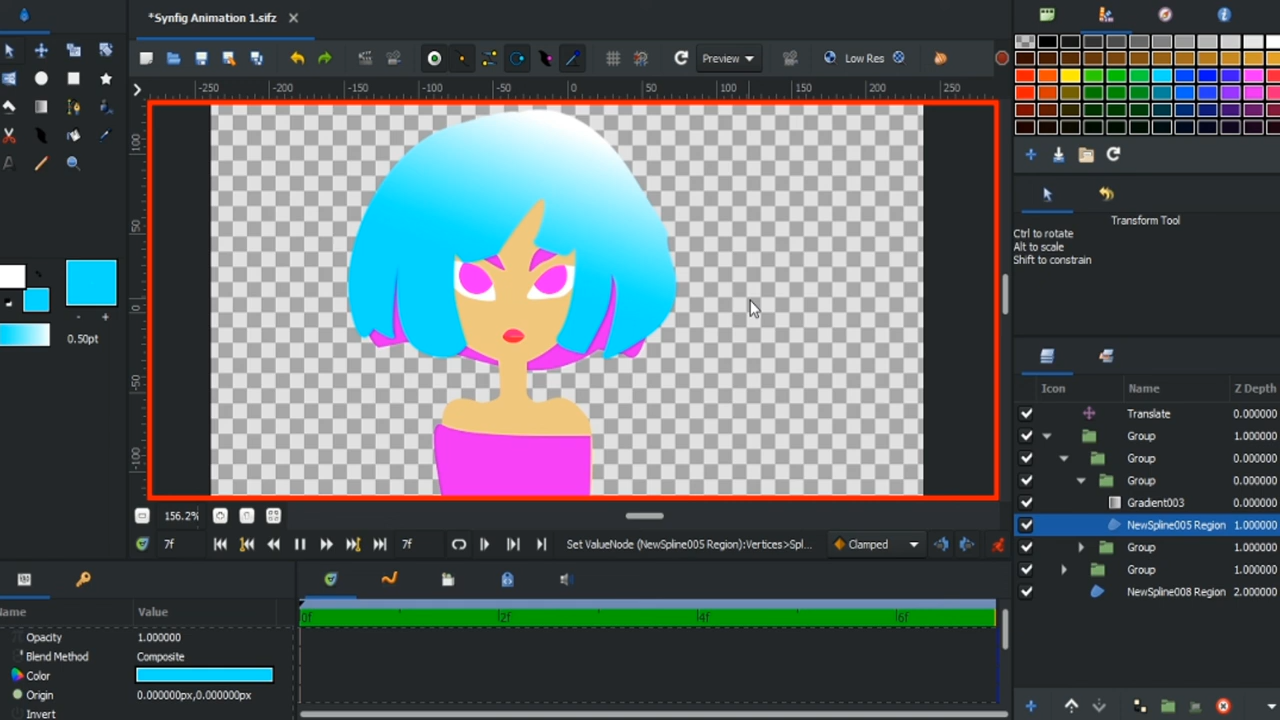 *Synfig Animation 1.sifz
Preview
Low Res
-250 -200 -150 -100 -50 0 50 100 150 200 250
100
50
0
-50
-100
Transform Tool
Ctrl to rotate
Alt to scale
Shift to constrain
- +
0.50pt
Icon Name Z Depth
Translate 0.000000
Group 1.000000
Group 0.000000
Group 0.000000
Gradient003 0.000000
NewSpline005 Region 1.000000
Group 1.000000
Group 1.000000
NewSpline008 Region 2.000000
156.2%
7f 7f Set ValueNode (NewSpline005 Region):Vertices>Spl... Clamped
Name Value
Opacity 1.000000
Blend Method Composite
Color
Origin 0.000000px,0.000000px
Invert
0f 2f 4f 6f